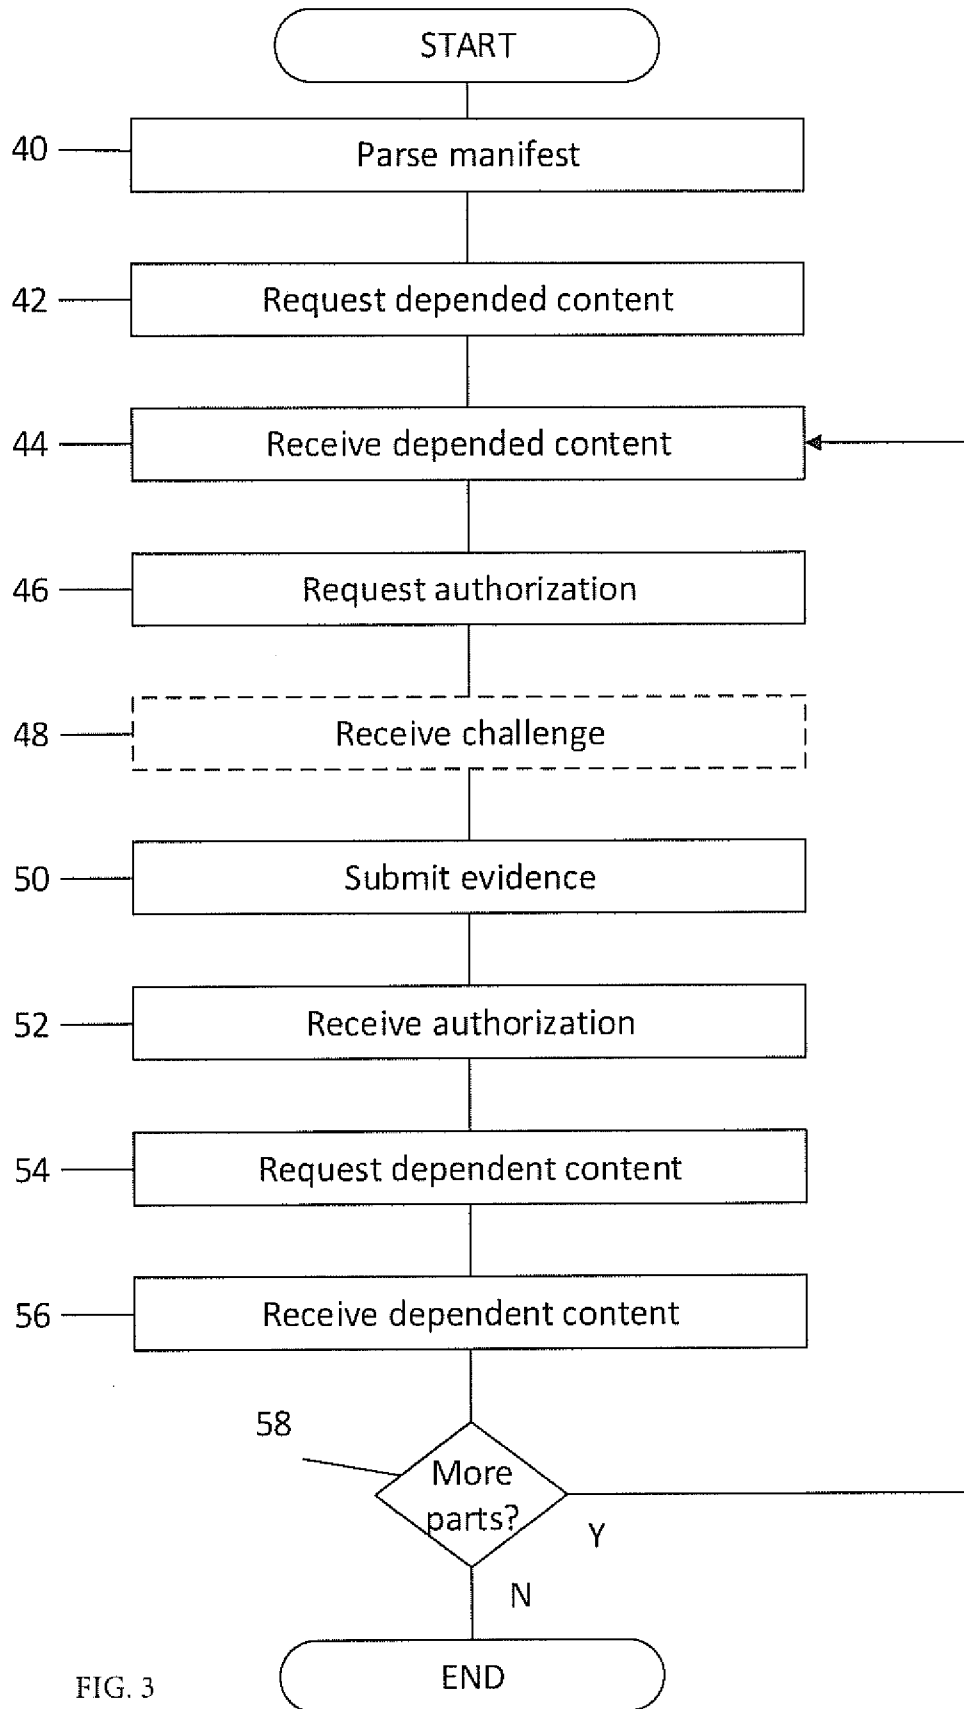 START
40
Parse manifest
42
Request depended content
44
Receive depended content
46
Request authorization
48
Receive challenge
50
Submit evidence
52
Receive authorization
54
Request dependent content
56
Receive dependent content
58
More
parts?
Y
N
END
FIG. 3